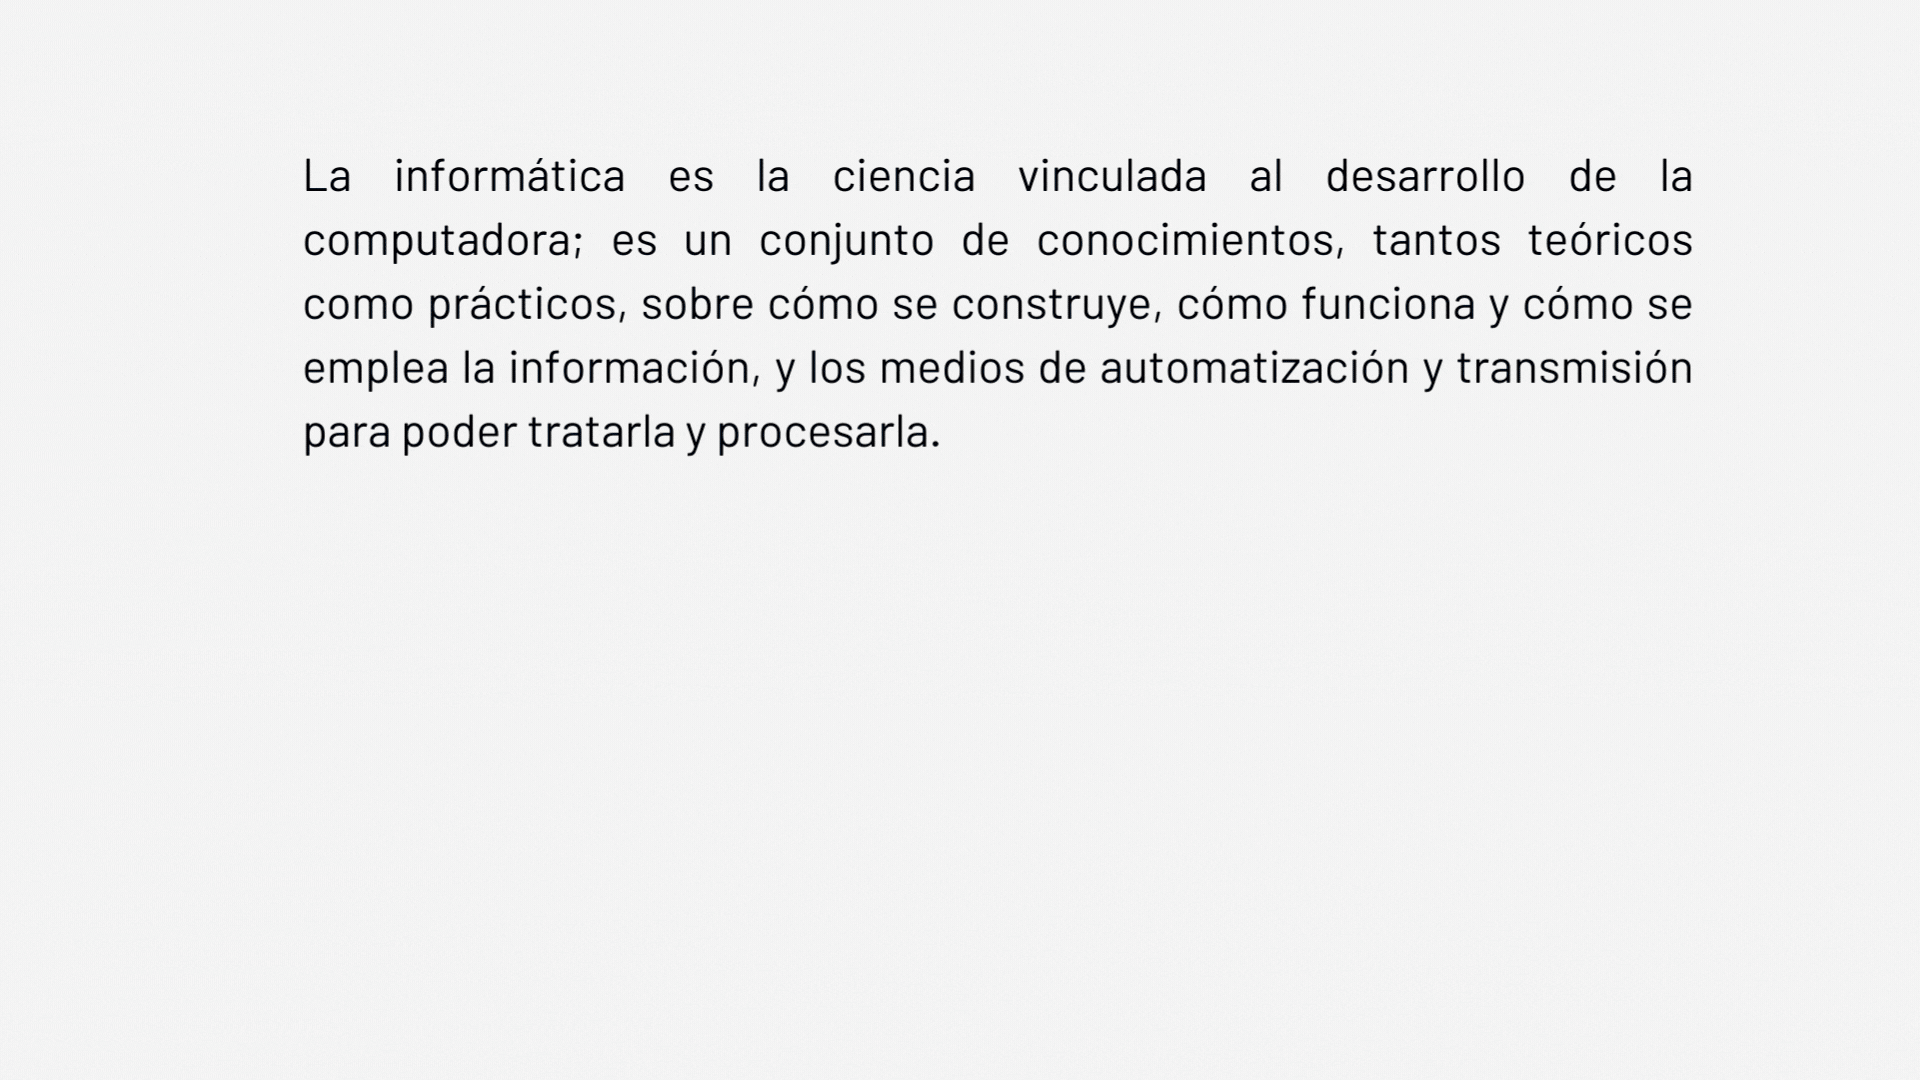 La informática es la ciencia vinculada al desarrollo de la
computadora; es un conjunto de conocimientos, tantos teóricos
como prácticos, sobre cómo se construye, cómo funciona y cómo se
emplea la información, y los medios de automatización y transmisión
para poder tratarla y procesarla.